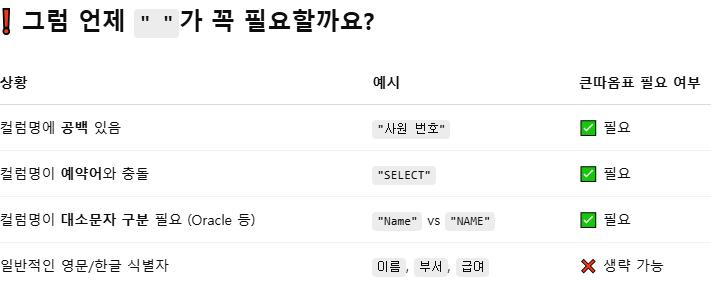 ❗ 그럼 언제 " "가 꼭 필요할까요?
상황 예시 큰따옴표 필요 여부
컬럼명에 공백 있음 "사원 번호" ✅ 필요
컬럼명이 예약어와 충돌 "SELECT" ✅ 필요
컬럼명이 대소문자 구분 필요 (Oracle 등) "Name" vs "NAME" ✅ 필요
일반적인 영문/한글 식별자 이름, 부서, 급여 ❌ 생략 가능